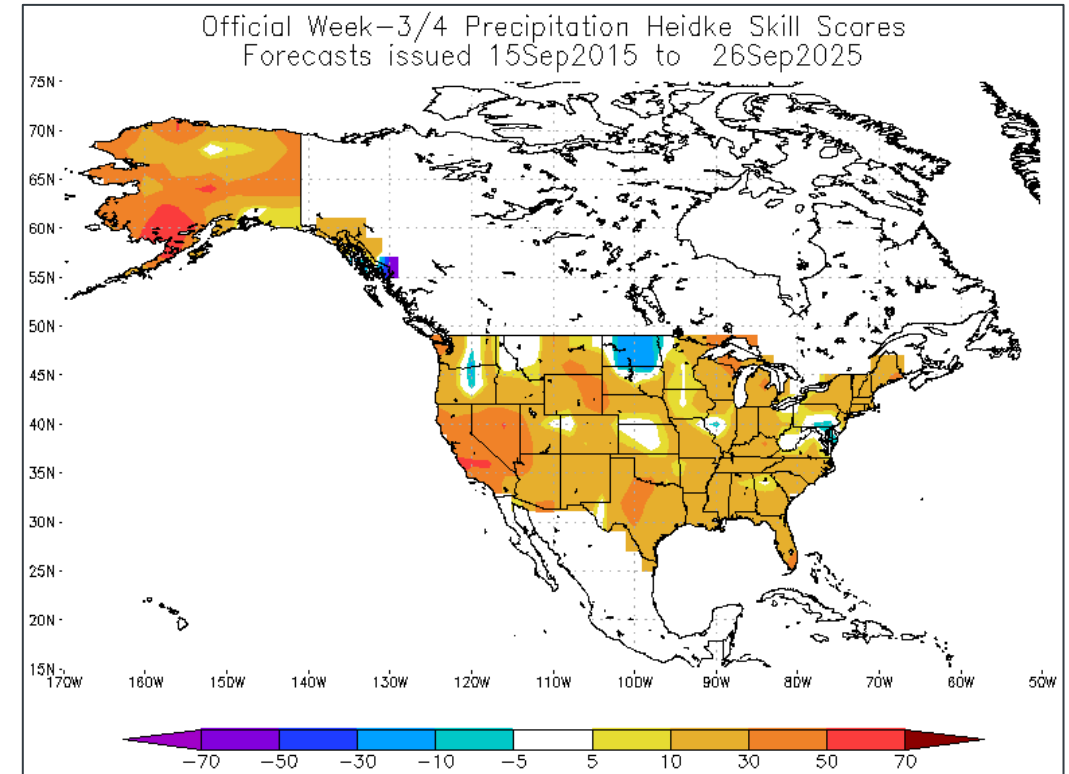 Official Week-3/4 Precipitation Heidke Skill Scores
Forecasts issued 15Sep2015 to 26Sep2025
75N
70N
65N
60N
55N
50N
45N
40N
35N
30N
25N
20N
15N
170W 160W 150W 140W 130W 120W 110W 100W 90W 80W 70W 60W 50W
-70 -50 -30 -10 -5 5 10 30 50 70